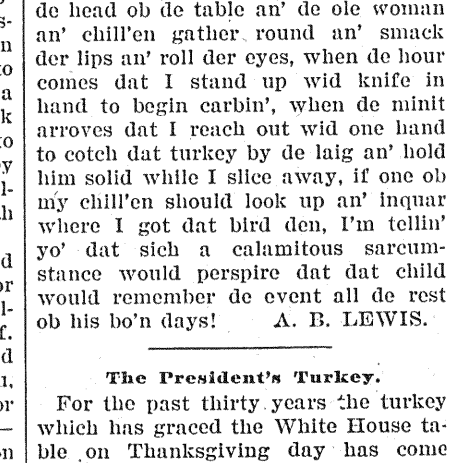 s-
n
to
a
k
to
y
l-
h
d
or
l-
f.
d
or
n
de head ob de table an' de ole woman
an' chill'en gather round an' smack
der lips an' roll der eyes, when de hour
comes dat I stand up wid knife in
hand to begin carbin', when de minit
arroves dat I reach out wid one hand
to cotch dat turkey by de laig an' hold
him solid while I slice away, if one ob
my chill'en should look up an' inquar
where I got dat bird den, I'm tellin'
yo' dat sich a calamitous sarcum-
stance would perspire dat dat child
would remember de event all de rest
ob his bo'n days! A. B. LEWIS.
The President's Turkey.
For the past thirty years the turkey
which has graced the White House ta-
ble on Thanksgiving day has come